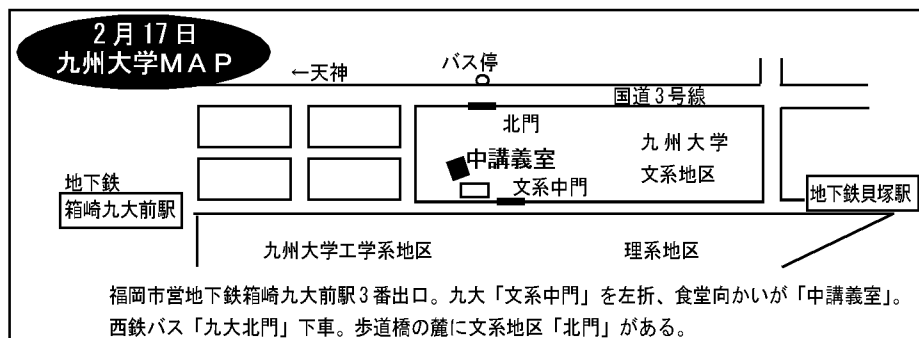 2月17日
九州大学MAP
←天神
バス停
国道3号線
北門
九州大学
文系地区
中講義室
文系中門
地下鉄
箱崎九大前駅
地下鉄貝塚駅
九州大学工学系地区
理系地区
福岡市営地下鉄箱崎九大前駅3番出口。九大「文系中門」を左折、食堂向かいが「中講義室」。
西鉄バス「九大北門」下車。歩道橋の麓に文系地区「北門」がある。